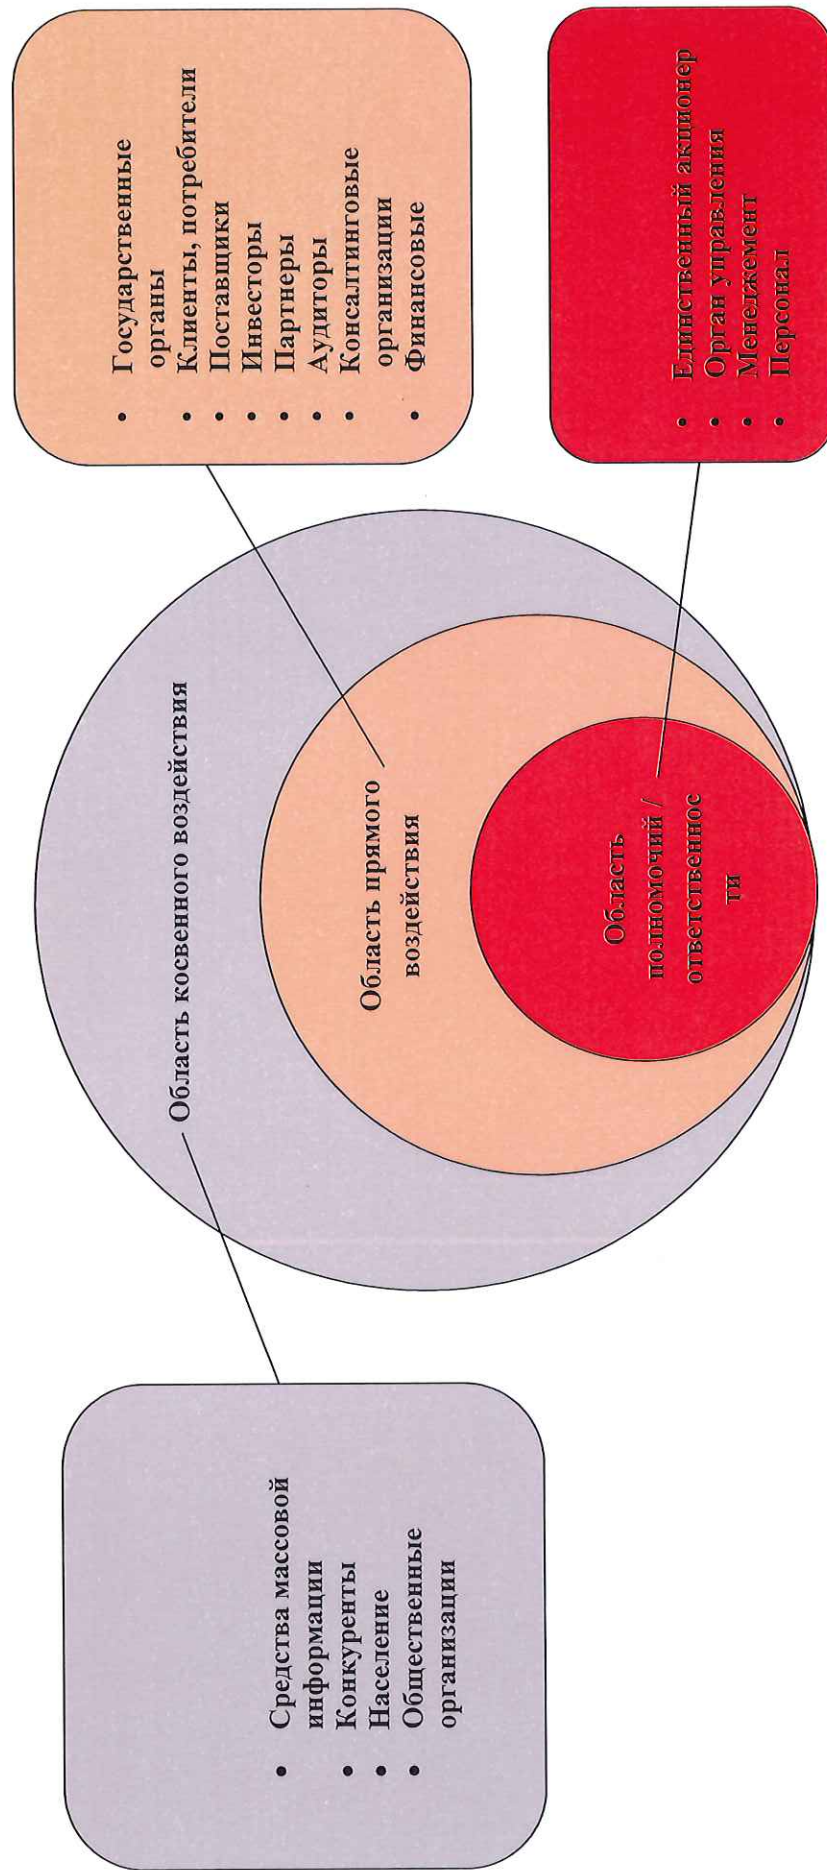 Средства массовой
информации
Конкуренты
Население
Общественные
организации
Область косвенного воздействия
Область прямого
воздействия
Область
полномочий /
ответственнос
ти
Государственные
органы
Клиенты, потребители
Поставщики
Инвесторы
Партнеры
Аудиторы
Консалтинговые
организации
Финансовые
Единственный акционер
Орган управления
Менеджмент
Персонал